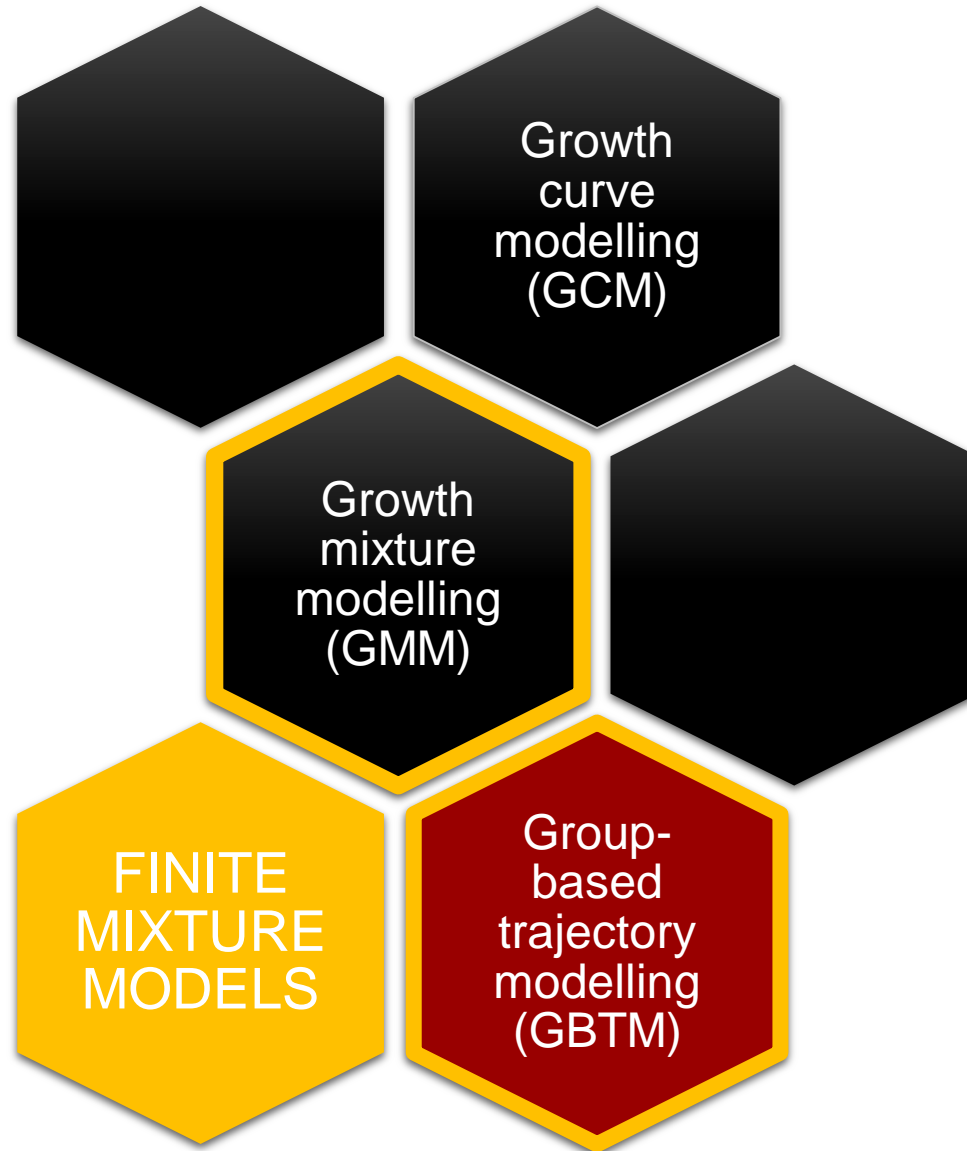 Growth
curve
modelling
(GCM)
Growth
mixture
modelling
(GMM)
FINITE
MIXTURE
MODELS
Group-
based
trajectory
modelling
(GBTM)